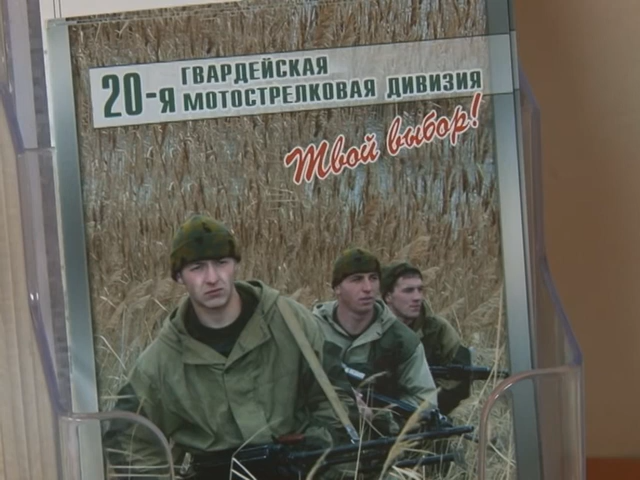 20-я ГВАРДЕЙСКАЯ
МОТОСТРЕЛКОВАЯ ДИВИЗИЯ
Твой выбор!